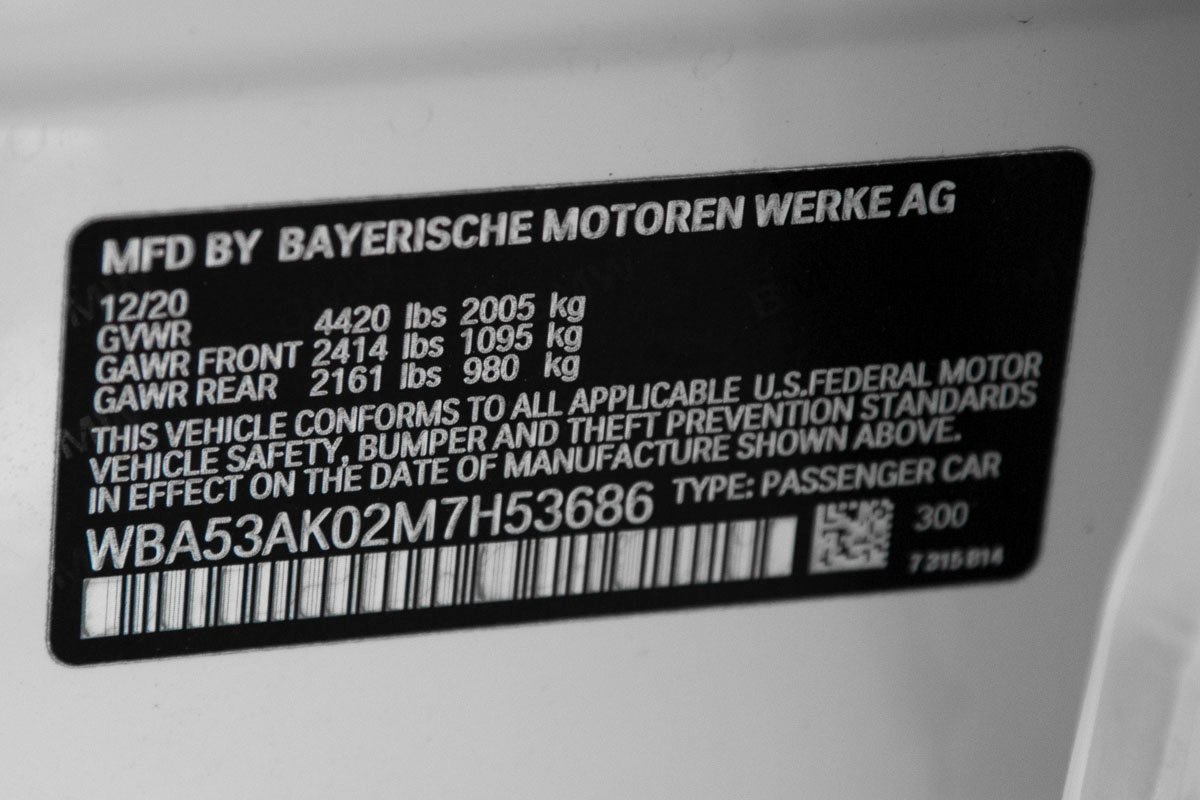 MFD BY BAYERISCHE MOTOREN WERKE AG
12/20
GVWR 4420 lbs 2005 kg
GAWR FRONT 2414 lbs 1095 kg
GAWR REAR 2161 lbs 980 kg
THIS VEHICLE CONFORMS TO ALL APPLICABLE U.S.FEDERAL MOTOR
VEHICLE SAFETY, BUMPER AND THEFT PREVENTION STANDARDS
IN EFFECT ON THE DATE OF MANUFACTURE SHOWN ABOVE.
WBA53AK02M7H53686 TYPE: PASSENGER CAR
300
7 315 814